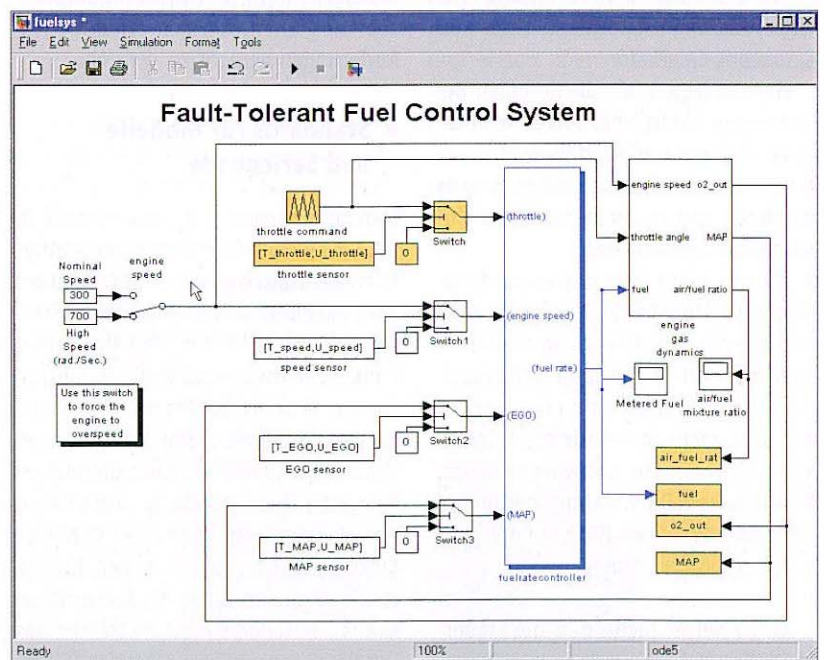 fuelsys *
File Edit View Simulation Format Tools
Fault-Tolerant Fuel Control System
throttle command
[T_throttle,U_throttle]
throttle sensor
0
Switch
(throttle)
engine speed
o2_out
throttle angle
MAP
fuel
air/fuel ratio
engine
gas
dynamics
Nominal
Speed
300
700
High
Speed
(rad./Sec.)
engine
speed
Use this switch
to force the
engine to
overspeed
[T_speed,U_speed]
speed sensor
0
Switch1
(engine speed)
(fuel rate)
Metered Fuel
air/fuel
mixture ratio
[T_EGO,U_EGO]
EGO sensor
0
Switch2
(EGO)
[T_MAP,U_MAP]
MAP sensor
0
Switch3
(MAP)
fuelratecontroller
air_fuel_rat
fuel
o2_out
MAP
Ready
100%
ode5